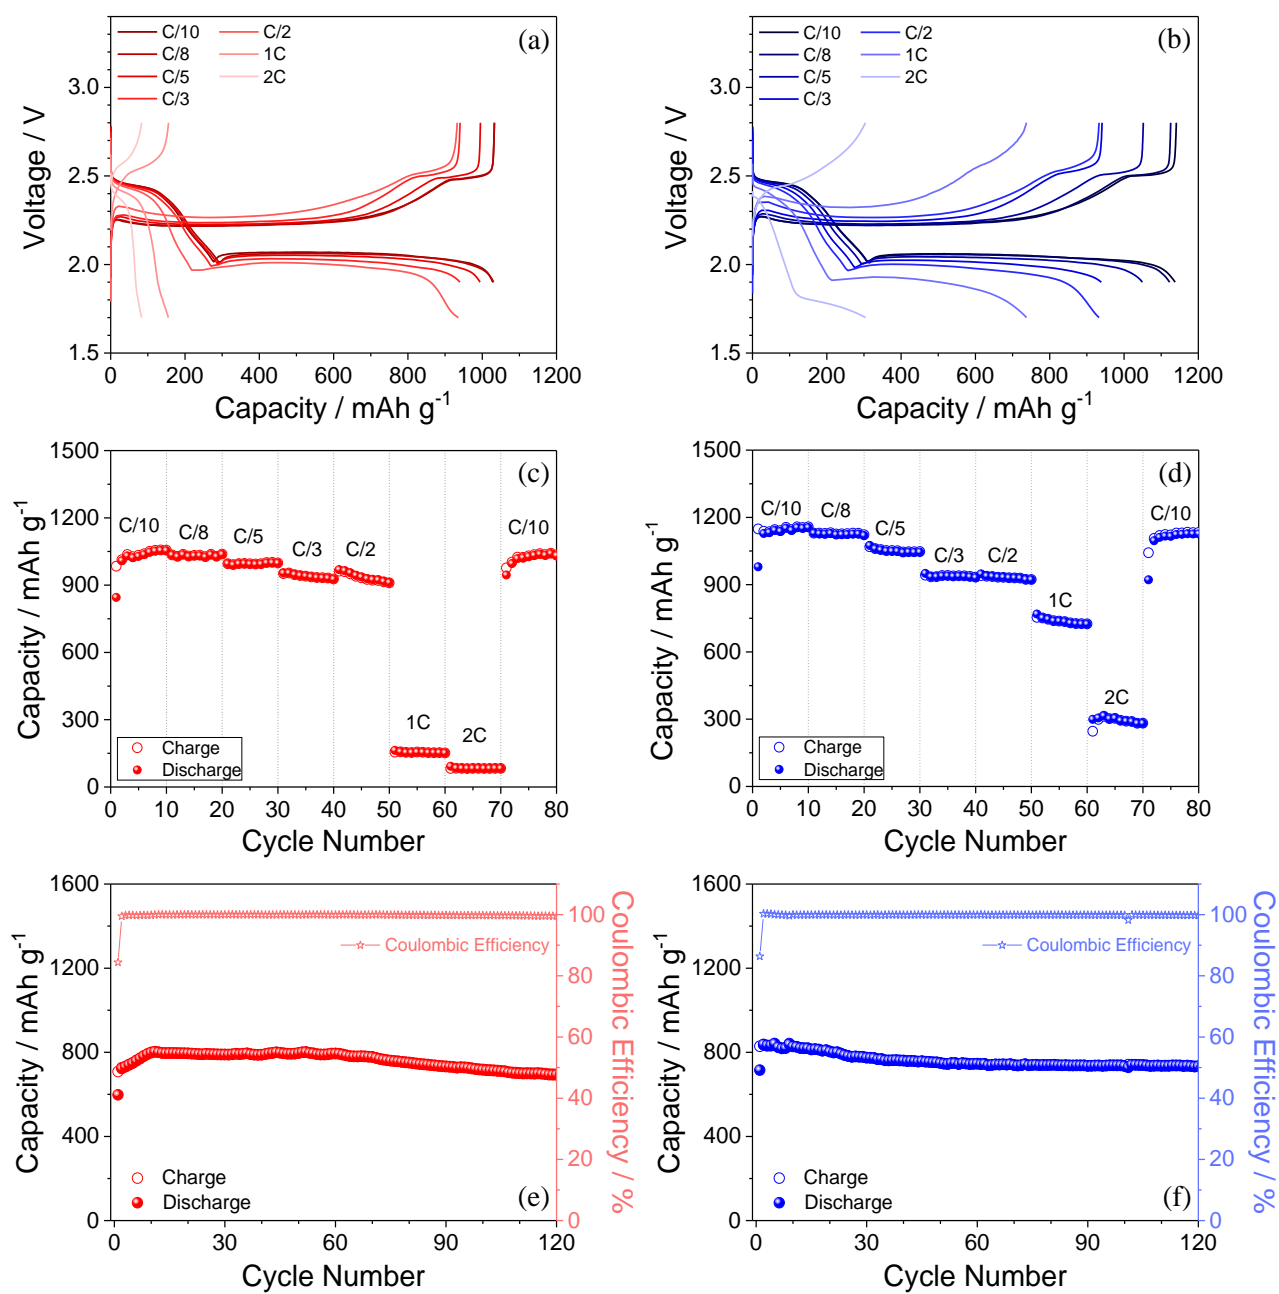 (a)
C/10
C/2
C/8
1C
C/5
2C
C/3
3.0
2.5
2.0
1.5
Voltage / V
0
200
400
600
800
1000
1200
Capacity / mAh g-1
(b)
C/10
C/2
C/8
1C
C/5
2C
C/3
3.0
2.5
2.0
1.5
Voltage / V
0
200
400
600
800
1000
1200
Capacity / mAh g-1
(c)
1500
1200
900
600
300
0
Capacity / mAh g-1
C/10
C/8
C/5
C/3
C/2
1C
2C
C/10
Charge
Discharge
0
10
20
30
40
50
60
70
80
Cycle Number
(d)
1500
1200
900
600
300
0
Capacity / mAh g-1
C/10
C/8
C/5
C/3
C/2
1C
2C
C/10
Charge
Discharge
0
10
20
30
40
50
60
70
80
Cycle Number
1600
1200
800
400
0
Capacity / mAh g-1
Coulombic Efficiency
100
80
60
40
20
0
Coulombic Efficiency / %
Charge
Discharge
(e)
0
30
60
90
120
Cycle Number
1600
1200
800
400
0
Capacity / mAh g-1
Coulombic Efficiency
100
80
60
40
20
0
Coulombic Efficiency / %
Charge
Discharge
(f)
0
30
60
90
120
Cycle Number